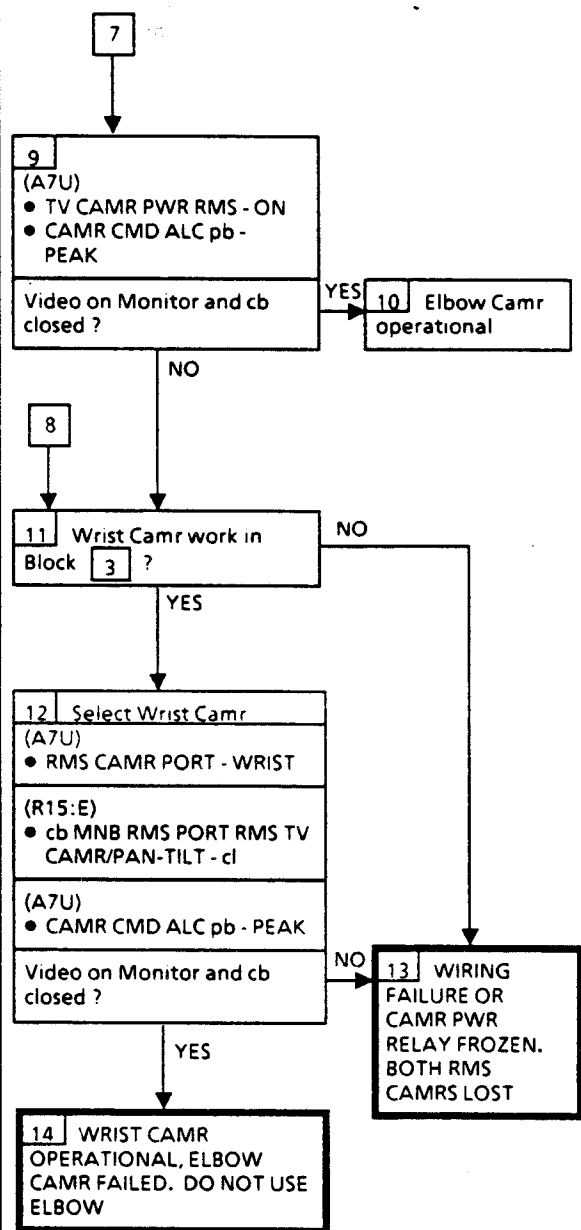 7
9
(A7U)
• TV CAMR PWR RMS - ON
• CAMR CMD ALC pb -
PEAK
Video on Monitor and cb
closed ?
YES
10 Elbow Camr
operational
NO
8
11 Wrist Camr work in
Block 3 ?
NO
YES
12 Select Wrist Camr
(A7U)
• RMS CAMR PORT - WRIST
(R15:E)
• cb MNB RMS PORT RMS TV
CAMR/PAN-TILT - cl
(A7U)
• CAMR CMD ALC pb - PEAK
Video on Monitor and cb
closed ?
NO
13 WIRING
FAILURE OR
CAMR PWR
RELAY FROZEN.
BOTH RMS
CAMRS LOST
YES
14 WRIST CAMR
OPERATIONAL, ELBOW
CAMR FAILED. DO NOT USE
ELBOW